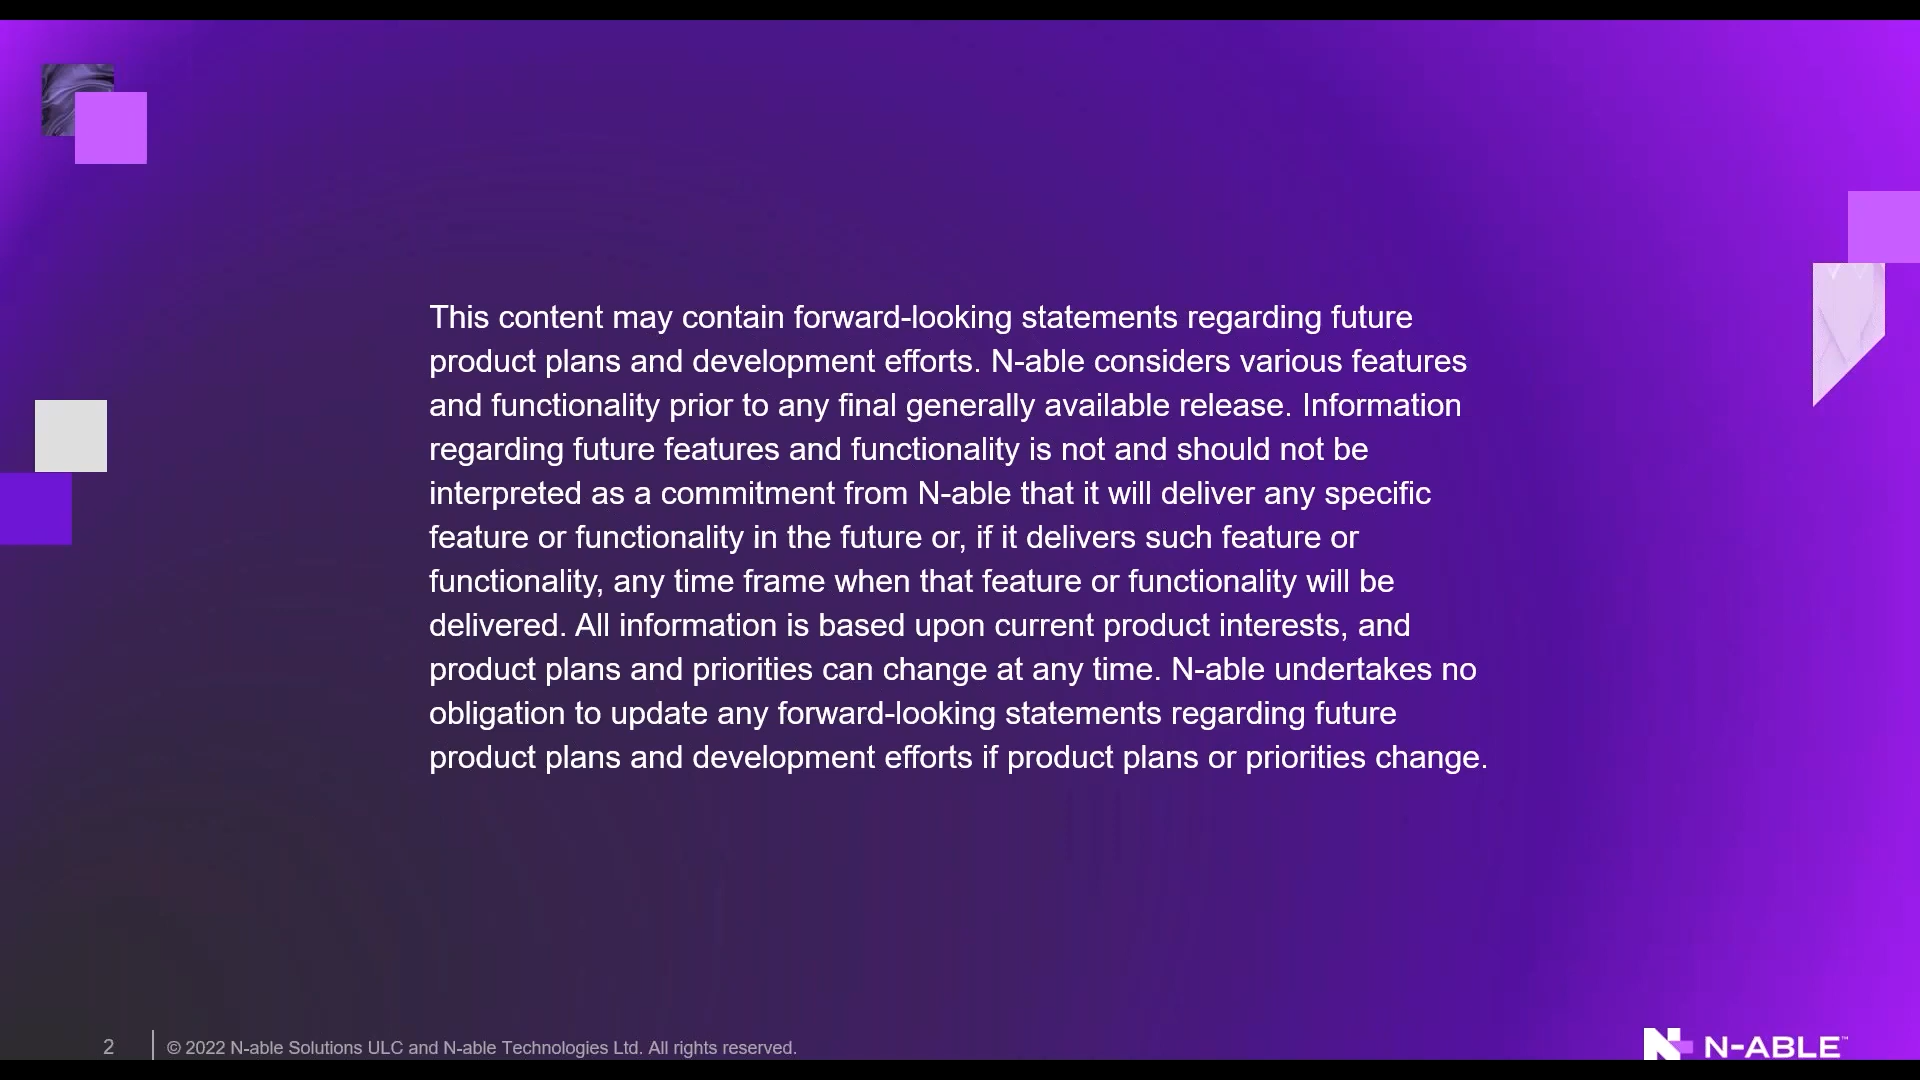 This content may contain forward-looking statements regarding future
product plans and development efforts. N-able considers various features
and functionality prior to any final generally available release. Information
regarding future features and functionality is not and should not be
interpreted as a commitment from N-able that it will deliver any specific
feature or functionality in the future or, if it delivers such feature or
functionality, any time frame when that feature or functionality will be
delivered. All information is based upon current product interests, and
product plans and priorities can change at any time. N-able undertakes no
obligation to update any forward-looking statements regarding future
product plans and development efforts if product plans or priorities change.
2
© 2022 N-able Solutions ULC and N-able Technologies Ltd. All rights reserved.
N-ABLE™